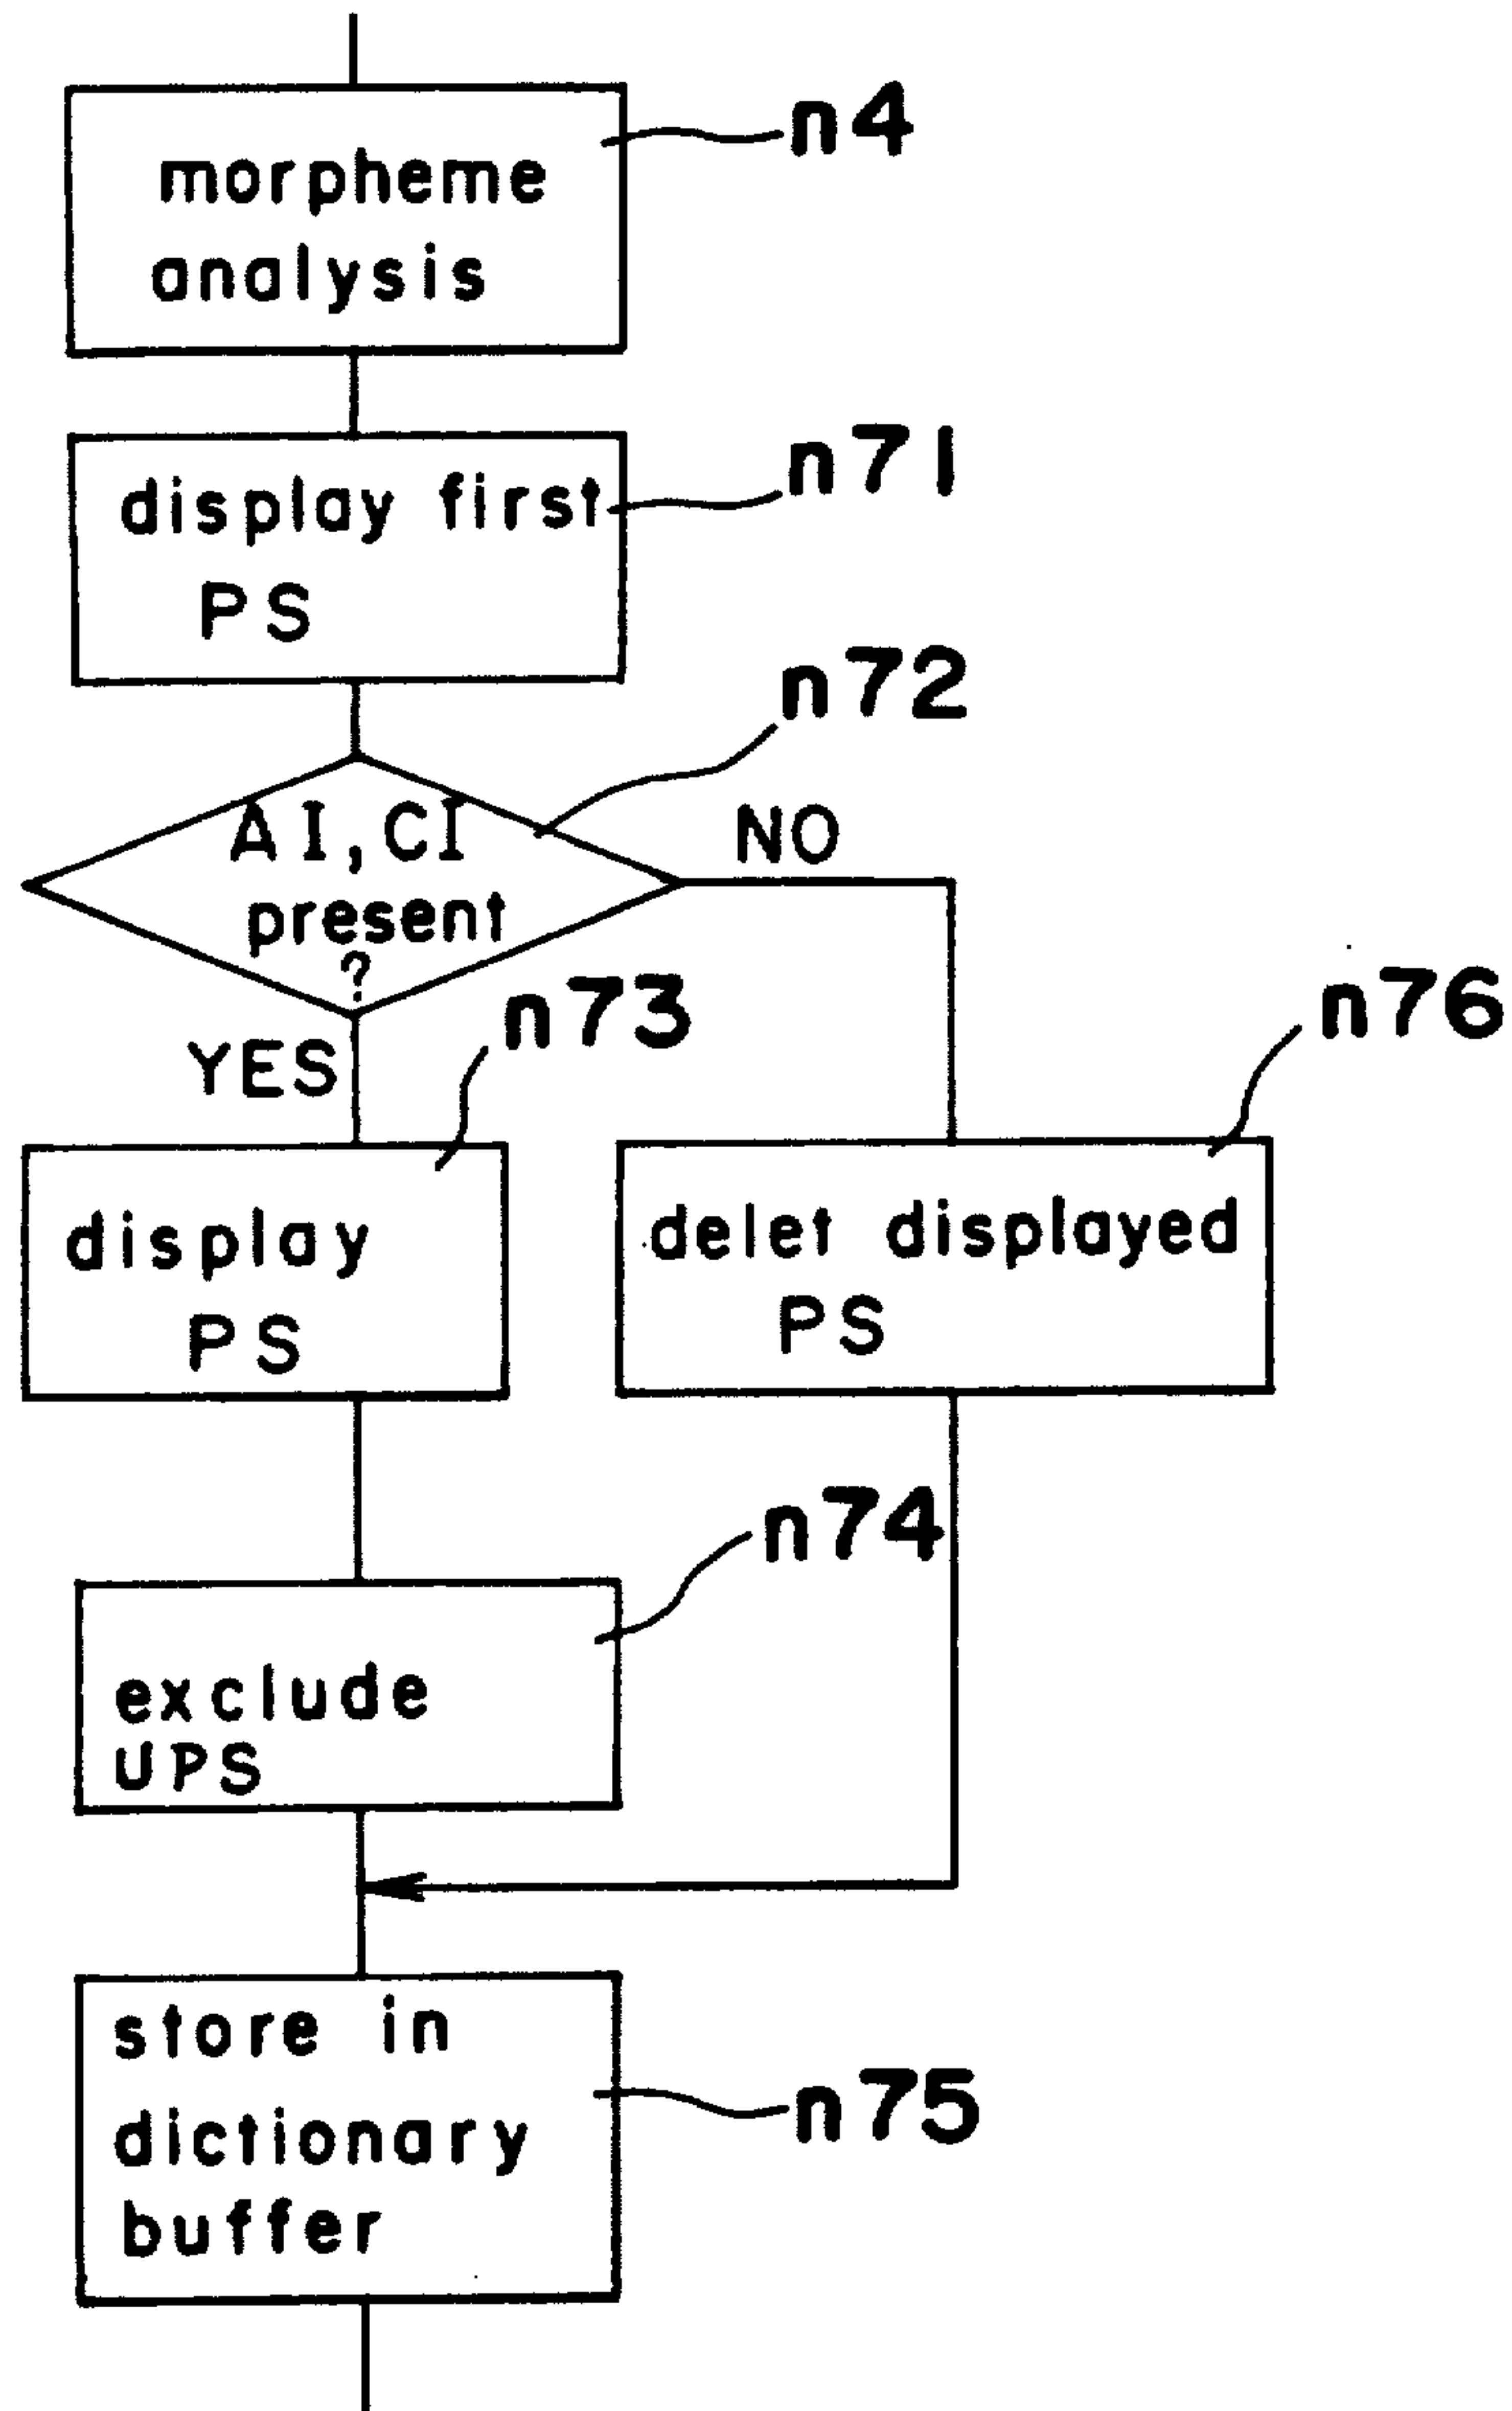 n4
morpheme
analysis
n71
display first
PS
n72
AI,CI
present
?
NO
YES
n73
n76
display
PS
delet displayed
PS
n74
exclude
UPS
store in
dictionary
buffer
n75